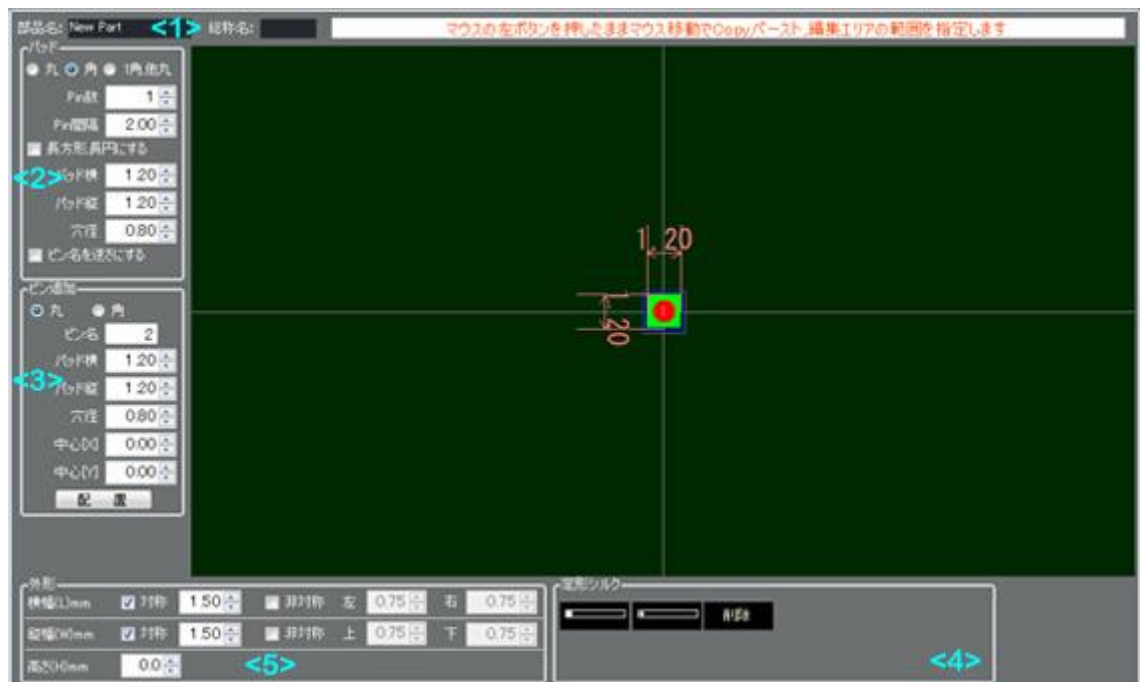 部品名: New Part <1> 総称名: マウスの左ボタンを押したままマウス移動でCopyペースト,編集エリアの範囲を指定します
パッド
丸 角 1角,他丸
Pin数 1
Pin間隔 2.00
長方形,長円にする
<2>
パッド横 1.20
パッド縦 1.20
穴径 0.80
ピン名を逆さにする
ピン追加
丸 角
ピン名 2
パッド横 1.20
<3>
パッド縦 1.20
穴径 0.80
中心[X] 0.00
中心[Y] 0.00
配 置
1.20
1.20
1
外形
横幅(L)mm 対称 1.50 非対称 左 0.75 右 0.75
縦幅(W)mm 対称 1.50 非対称 上 0.75 下 0.75
高さ(H)mm 0.0 <5>
定形シルク
削除
<4>